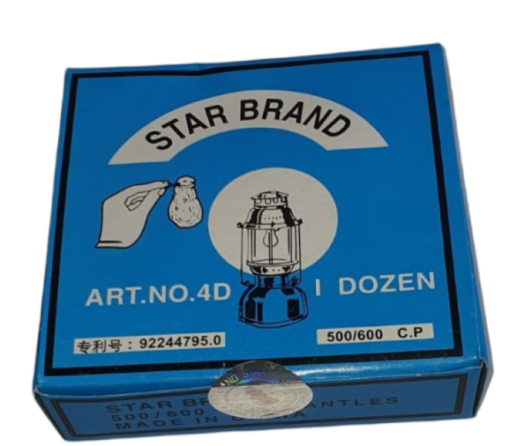 STAR BRAND
ART.NO.4D I DOZEN
专利号: 92244795.0
500/600 C.P
STAR BR ANTLES
500/600
MADE IN